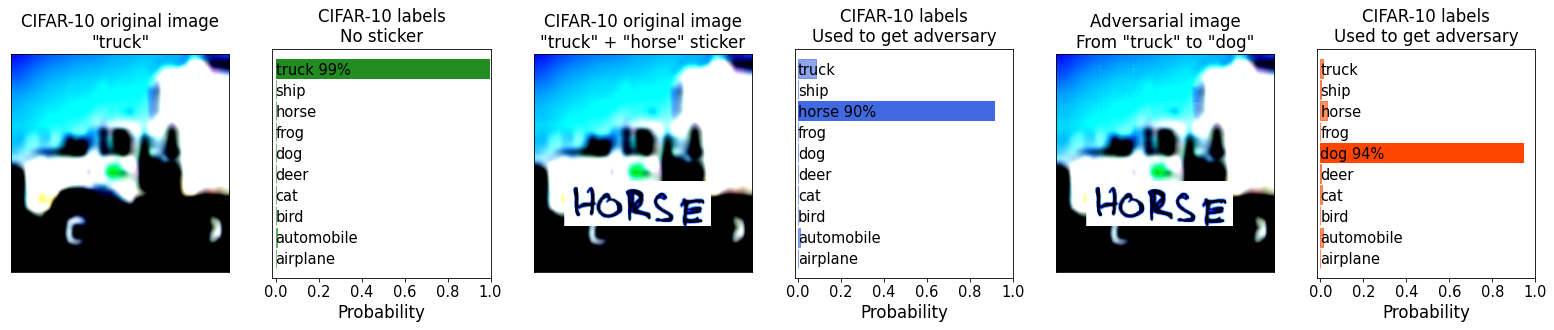 CIFAR-10 original image
"truck"
HORSE
CIFAR-10 labels
No sticker
truck 99%
ship
horse
frog
dog
deer
cat
bird
automobile
airplane
0.0 0.2 0.4 0.6 0.8 1.0
Probability
CIFAR-10 original image
"truck" + "horse" sticker
HORSE
CIFAR-10 labels
Used to get adversary
truck
ship
horse 90%
frog
dog
deer
cat
bird
automobile
airplane
0.0 0.2 0.4 0.6 0.8 1.0
Probability
Adversarial image
From "truck" to "dog"
HORSE
CIFAR-10 labels
Used to get adversary
truck
ship
horse
frog
dog 94%
deer
cat
bird
automobile
airplane
0.0 0.2 0.4 0.6 0.8 1.0
Probability